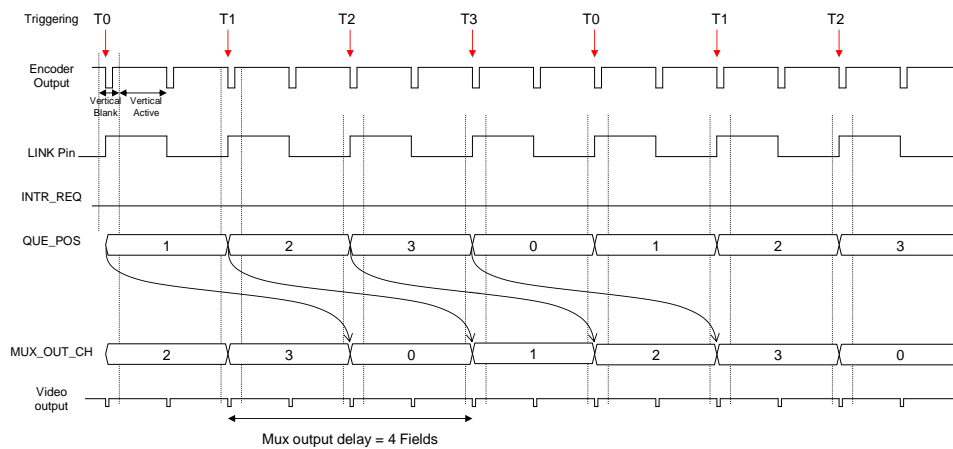 Triggering T0 T1 T2 T3 T0 T1 T2
Encoder
Output
Vertical
Blank
Vertical
Active
LINK Pin
INTR_REQ
QUE_POS 1 2 3 0 1 2 3
MUX_OUT_CH 2 3 0 1 2 3 0
Video
output
Mux output delay = 4 Fields